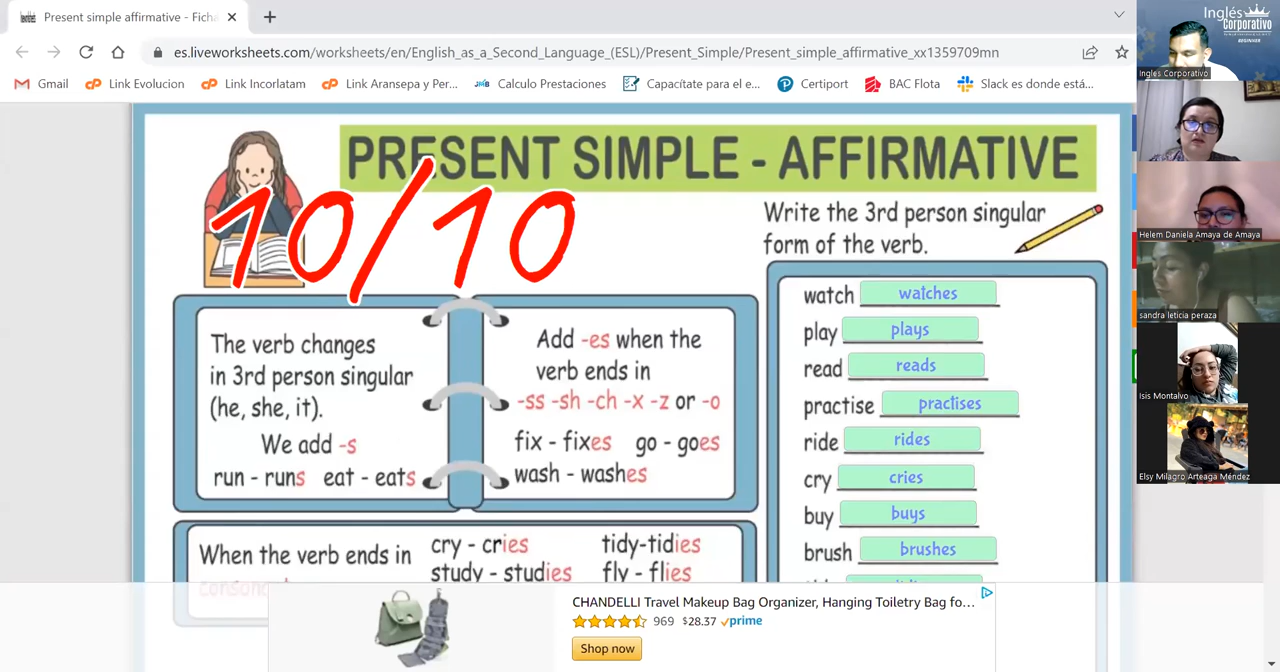 Present simple affirmative - Ficha
es.liveworksheets.com/worksheets/en/English_as_a_Second_Language_(ESL)/Present_Simple/Present_simple_affirmative_xx1359709mn
Gmail
Link Evolucion
Link Incorlatam
Link Aransepa y Per...
Calculo Prestaciones
Capacítate para el e...
Certiport
BAC Flota
Slack es donde está...
PRESENT SIMPLE - AFFIRMATIVE
10/10
Write the 3rd person singular
form of the verb.
The verb changes
in 3rd person singular
(he, she, it).
We add -s
run - runs eat - eats
Add -es when the
verb ends in
-ss -sh -ch -x -z or -o
fix - fixes go - goes
wash - washes
When the verb ends in
cry - cries tidy-tidies
study - studies fly - flies
watch watches
play plays
read reads
practise practises
ride rides
cry cries
buy buys
brush brushes
CHANDELLI Travel Makeup Bag Organizer, Hanging Toiletry Bag fo...
969 $28.37 prime
Shop now
Inglés
Corporativo
BEGINNER
Ingles Corporativo
Helem Daniela Amaya de Amaya
sandra leticia peraza
Isis Montalvo
Elsy Milagro Arteaga Méndez